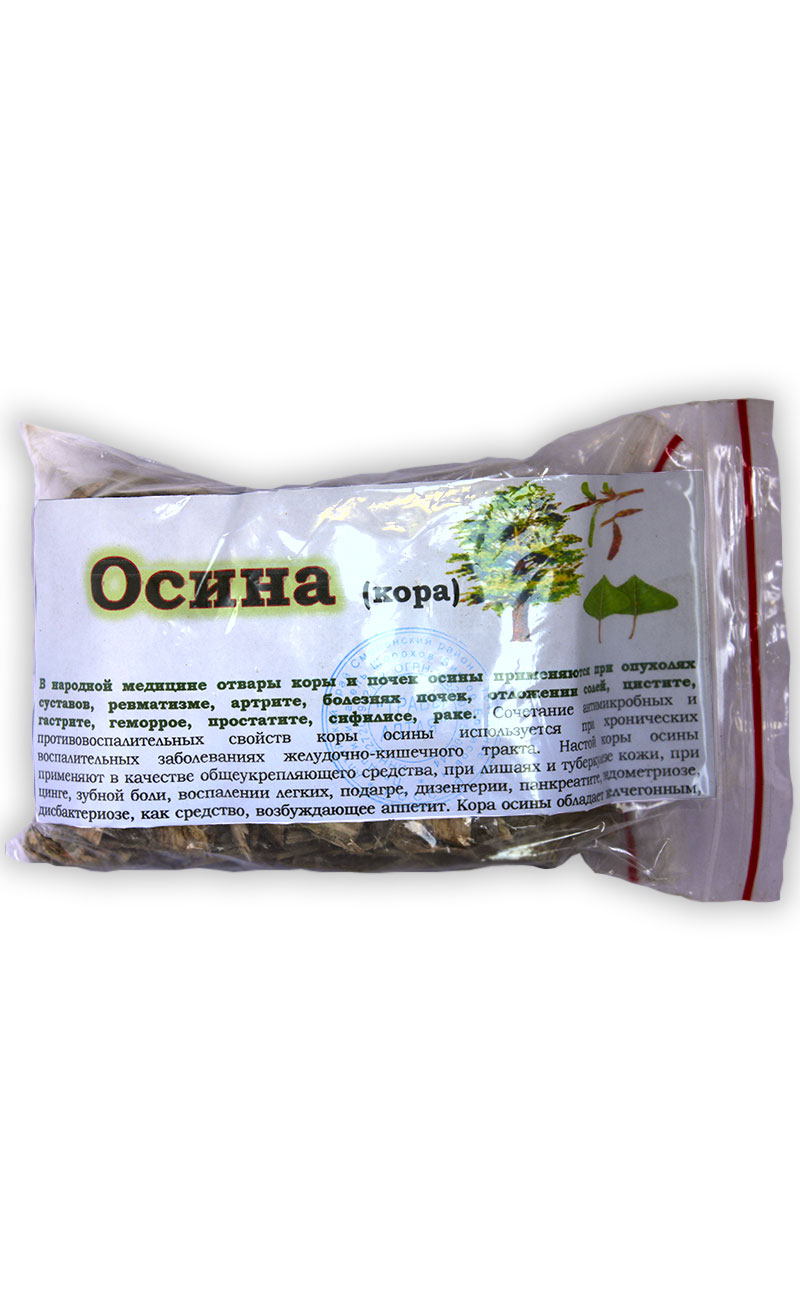 Осина (кора)
В народной медицине отвары коры и почек осины применяются при опухолях
суставов, ревматизме, артрите, болезнях почек, отложении солей, цистите,
гастрите, геморрое, простатите, сифилисе, раке. Сочетание антимикробных и
противовоспалительных свойств коры осины используется при хронических
воспалительных заболеваниях желудочно-кишечного тракта. Настой коры осины
применяют в качестве общеукрепляющего средства, при лишаях и туберкулезе кожи, при
цинге, зубной боли, воспалении легких, подагре, дизентерии, панкреатите,
дисбактериозе, как средство, возбуждающее аппетит. Кора осины обладает желчегонным,